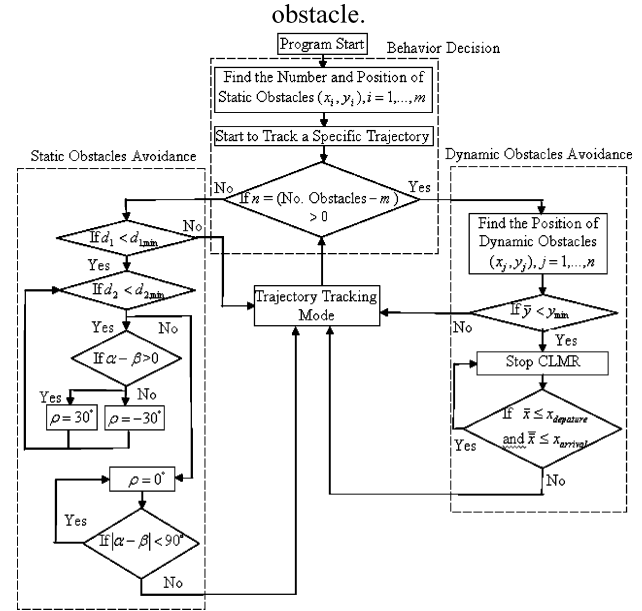 obstacle.
Program Start
Behavior Decision
Find the Number and Position of
Static Obstacles (x_i, y_i), i = 1,...,m
Start to Track a Specific Trajectory
Static Obstacles Avoidance
Dynamic Obstacles Avoidance
No
If n = (No. Obstacles − m)
> 0
Yes
If d_1 < d_1min
No
Yes
Find the Position of
Dynamic Obstacles
(x_j, y_j), j = 1,...,n
If d_2 < d_2min
Trajectory Tracking
Mode
If ȳ < y_min
No
Yes
Yes
No
If α − β > 0
Stop CLMR
Yes
No
ρ = 30°
ρ = −30°
If x̄ ≤ x_depature
and x̄ ≤ x_arrival
Yes
No
ρ = 0°
Yes
If |α − β| < 90°
No